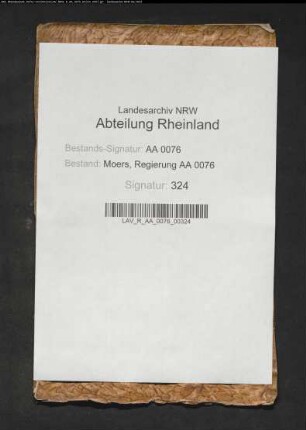 Landesarchiv NRW
Abteilung Rheinland
Bestands-Signatur: AA 0076
Bestand: Moers, Regierung AA 0076
Signatur: 324
LAV_R_AA_0076_00324